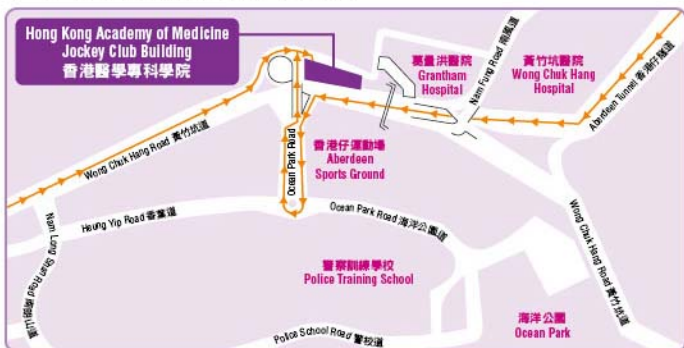 Hong Kong Academy of Medicine
Jockey Club Building
香港醫學專科學院
葛量洪醫院
Grantham
Hospital
Nam Fung Road 南風道
黃竹坑醫院
Wong Chuk Hang
Hospital
Aberdeen Tunnel 香港仔隧道
Wong Chuk Hang Road 黃竹坑道
Ocean Park Road
香港仔運動場
Aberdeen
Sports Ground
Nam Long Shan Road 南朗山道
Heung Yip Road 香葉道
Ocean Park Road 海洋公園道
Wong Chuk Hang Road 黃竹坑道
警察訓練學校
Police Training School
Police School Road 警校道
海洋公園
Ocean Park